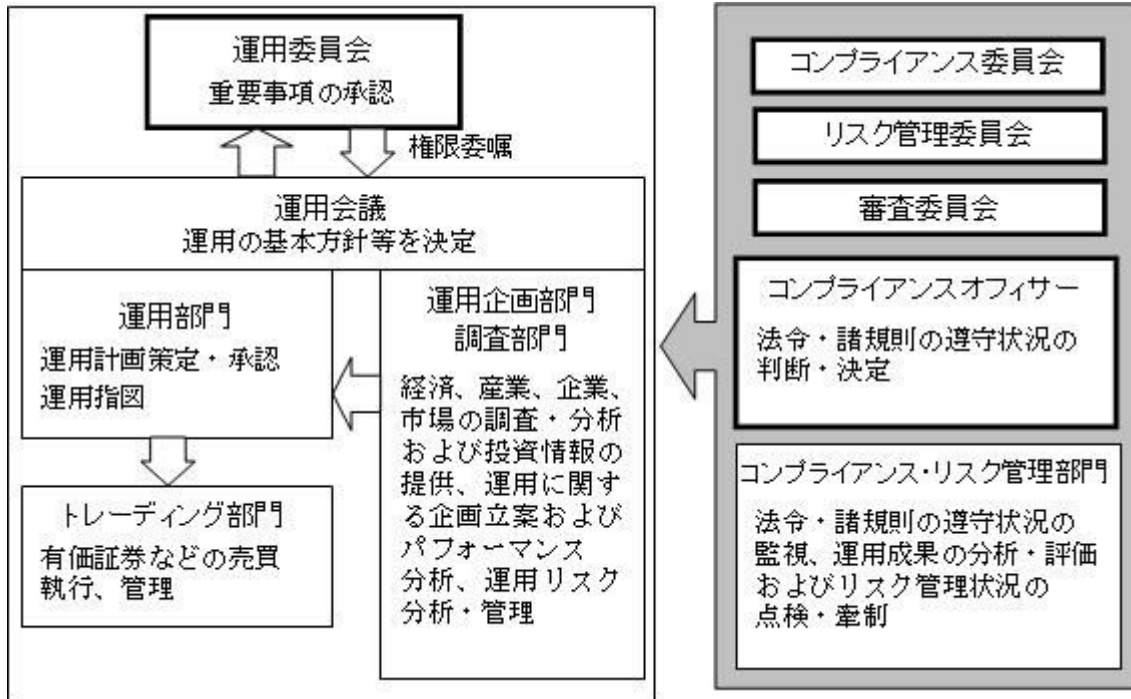 運用委員会
重要事項の承認
権限委嘱
運用会議
運用の基本方針等を決定
運用部門
運用計画策定・承認
運用指図
運用企画部門
調査部門
経済、産業、企業、
市場の調査・分析
および投資情報の
提供、運用に関す
る企画立案および
パフォーマンス
分析、運用リスク
分析・管理
トレーディング部門
有価証券などの売買
執行、管理
コンプライアンス委員会
リスク管理委員会
審査委員会
コンプライアンスオフィサー
法令・諸規則の遵守状況の
判断・決定
コンプライアンス・リスク管理部門
法令・諸規則の遵守状況の
監視、運用成果の分析・評価
およびリスク管理状況の
点検・牽制